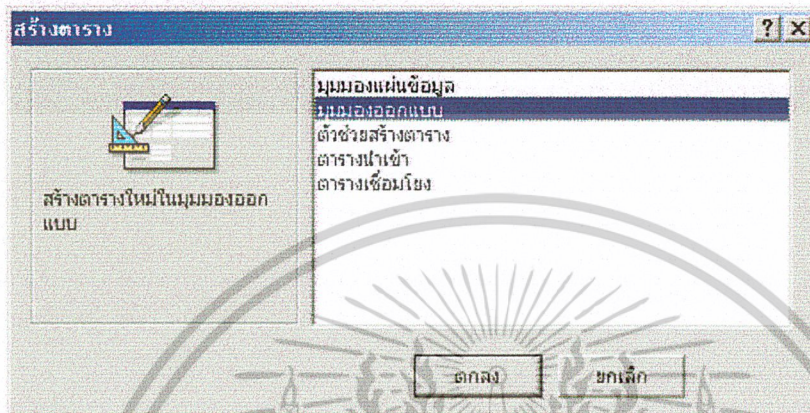 สร้างตาราง
มุมมองแผ่นข้อมูล
มุมมองออกแบบ
ตัวช่วยสร้างตาราง
ตารางนำเข้า
ตารางเชื่อมโยง
สร้างตารางใหม่ในมุมมองออก
แบบ
ตกลง
ยกเลิก